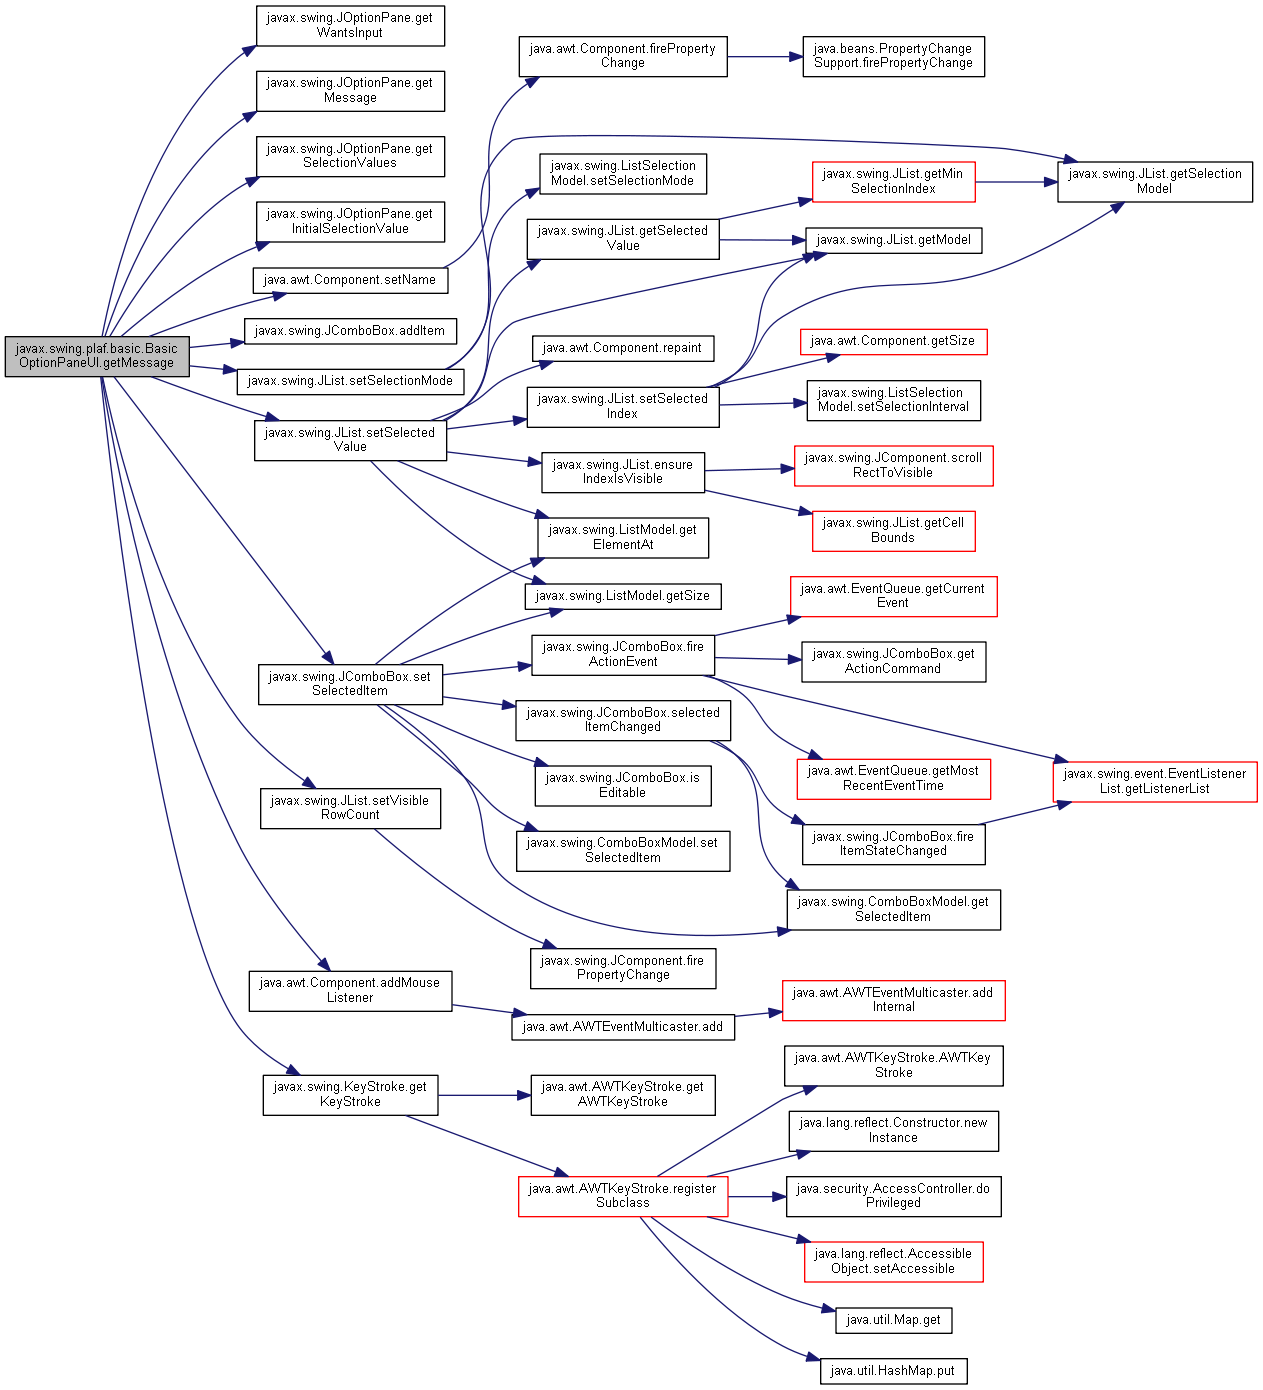 javax.swing.plaf.basic.Basic
OptionPaneUI.getMessage
javax.swing.JOptionPane.get
WantsInput
javax.swing.JOptionPane.get
Message
javax.swing.JOptionPane.get
SelectionValues
javax.swing.JOptionPane.get
InitialSelectionValue
java.awt.Component.setName
javax.swing.JComboBox.addItem
javax.swing.JList.setSelectionMode
javax.swing.JList.setSelected
Value
javax.swing.JComboBox.set
SelectedItem
javax.swing.JList.setVisible
RowCount
java.awt.Component.addMouse
Listener
javax.swing.KeyStroke.get
KeyStroke
java.awt.Component.fireProperty
Change
javax.swing.ListSelection
Model.setSelectionMode
javax.swing.JList.getSelected
Value
java.awt.Component.repaint
javax.swing.JList.setSelected
Index
javax.swing.JList.ensure
IndexIsVisible
javax.swing.ListModel.get
ElementAt
javax.swing.ListModel.getSize
javax.swing.JComboBox.fire
ActionEvent
javax.swing.JComboBox.selected
ItemChanged
javax.swing.JComboBox.is
Editable
javax.swing.ComboBoxModel.set
SelectedItem
javax.swing.JComponent.fire
PropertyChange
java.awt.AWTEventMulticaster.add
java.awt.AWTKeyStroke.get
AWTKeyStroke
java.awt.AWTKeyStroke.register
Subclass
java.beans.PropertyChange
Support.firePropertyChange
javax.swing.JList.getMin
SelectionIndex
javax.swing.JList.getModel
java.awt.Component.getSize
javax.swing.ListSelection
Model.setSelectionInterval
javax.swing.JComponent.scroll
RectToVisible
javax.swing.JList.getCell
Bounds
java.awt.EventQueue.getCurrent
Event
javax.swing.JComboBox.get
ActionCommand
java.awt.EventQueue.getMost
RecentEventTime
javax.swing.JComboBox.fire
ItemStateChanged
javax.swing.ComboBoxModel.get
SelectedItem
java.awt.AWTEventMulticaster.add
Internal
java.awt.AWTKeyStroke.AWTKey
Stroke
java.lang.reflect.Constructor.new
Instance
java.security.AccessController.do
Privileged
java.lang.reflect.Accessible
Object.setAccessible
java.util.Map.get
java.util.HashMap.put
javax.swing.JList.getSelection
Model
javax.swing.event.EventListener
List.getListenerList